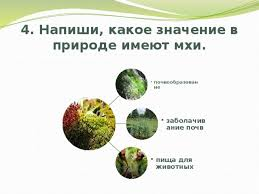 4. Напиши, какое значение в
природе имеют мхи.
• почвообразован
ие
• заболачив
ание почв
• пища для
животных